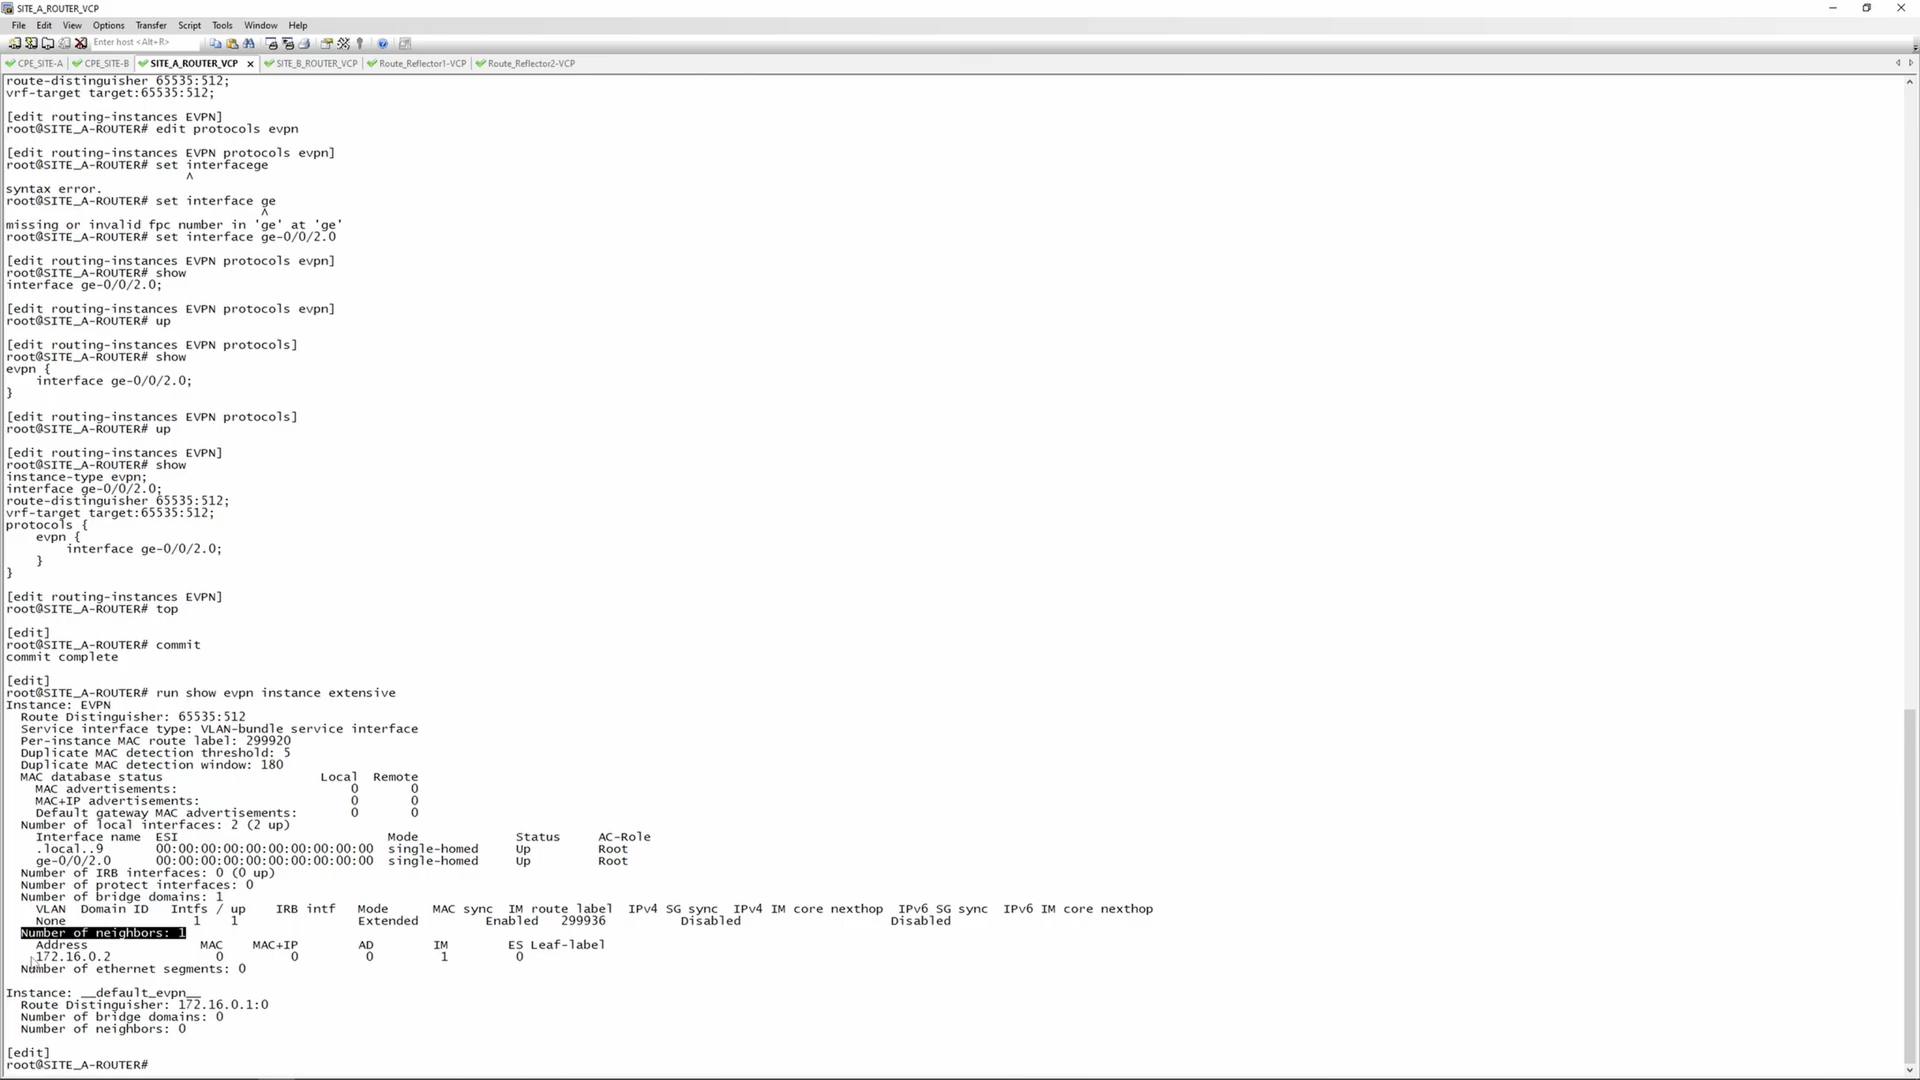 SITE_A_ROUTER_VCP
File Edit View Options Transfer Script Tools Window Help
Enter host <Alt+R>
CPE_SITE-A CPE_SITE-B SITE_A_ROUTER_VCP SITE_B_ROUTER_VCP Route_Reflector1-VCP Route_Reflector2-VCP
route-distinguisher 65535:512;
vrf-target target:65535:512;
[edit routing-instances EVPN]
root@SITE_A-ROUTER# edit protocols evpn
[edit routing-instances EVPN protocols evpn]
root@SITE_A-ROUTER# set interfacege
^
syntax error.
root@SITE_A-ROUTER# set interface ge
^
missing or invalid fpc number in 'ge' at 'ge'
root@SITE_A-ROUTER# set interface ge-0/0/2.0
[edit routing-instances EVPN protocols evpn]
root@SITE_A-ROUTER# show
interface ge-0/0/2.0;
[edit routing-instances EVPN protocols evpn]
root@SITE_A-ROUTER# up
[edit routing-instances EVPN protocols]
root@SITE_A-ROUTER# show
evpn {
interface ge-0/0/2.0;
}
[edit routing-instances EVPN protocols]
root@SITE_A-ROUTER# up
[edit routing-instances EVPN]
root@SITE_A-ROUTER# show
instance-type evpn;
interface ge-0/0/2.0;
route-distinguisher 65535:512;
vrf-target target:65535:512;
protocols {
evpn {
interface ge-0/0/2.0;
}
}
[edit routing-instances EVPN]
root@SITE_A-ROUTER# top
[edit]
root@SITE_A-ROUTER# commit
commit complete
[edit]
root@SITE_A-ROUTER# run show evpn instance extensive
Instance: EVPN
Route Distinguisher: 65535:512
Service interface type: VLAN-bundle service interface
Per-instance MAC route label: 299920
Duplicate MAC detection threshold: 5
Duplicate MAC detection window: 180
MAC database status Local Remote
MAC advertisements: 0 0
MAC+IP advertisements: 0 0
Default gateway MAC advertisements: 0 0
Number of local interfaces: 2 (2 up)
Interface name ESI Mode Status AC-Role
.local..9 00:00:00:00:00:00:00:00:00:00 single-homed Up Root
ge-0/0/2.0 00:00:00:00:00:00:00:00:00:00 single-homed Up Root
Number of IRB interfaces: 0 (0 up)
Number of protect interfaces: 0
Number of bridge domains: 1
VLAN Domain ID Intfs / up IRB intf Mode MAC sync IM route label IPv4 SG sync IPv4 IM core nexthop IPv6 SG sync IPv6 IM core nexthop
None 1 1 Extended Enabled 299936 Disabled Disabled
Number of neighbors: 1
Address MAC MAC+IP AD IM ES Leaf-label
172.16.0.2 0 0 0 1 0
Number of ethernet segments: 0
Instance: __default_evpn__
Route Distinguisher: 172.16.0.1:0
Number of bridge domains: 0
Number of neighbors: 0
[edit]
root@SITE_A-ROUTER#